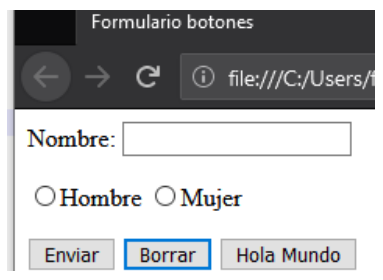 Formulario botones
file:///C:/Users/f
Nombre:
Hombre Mujer
Enviar Borrar Hola Mundo